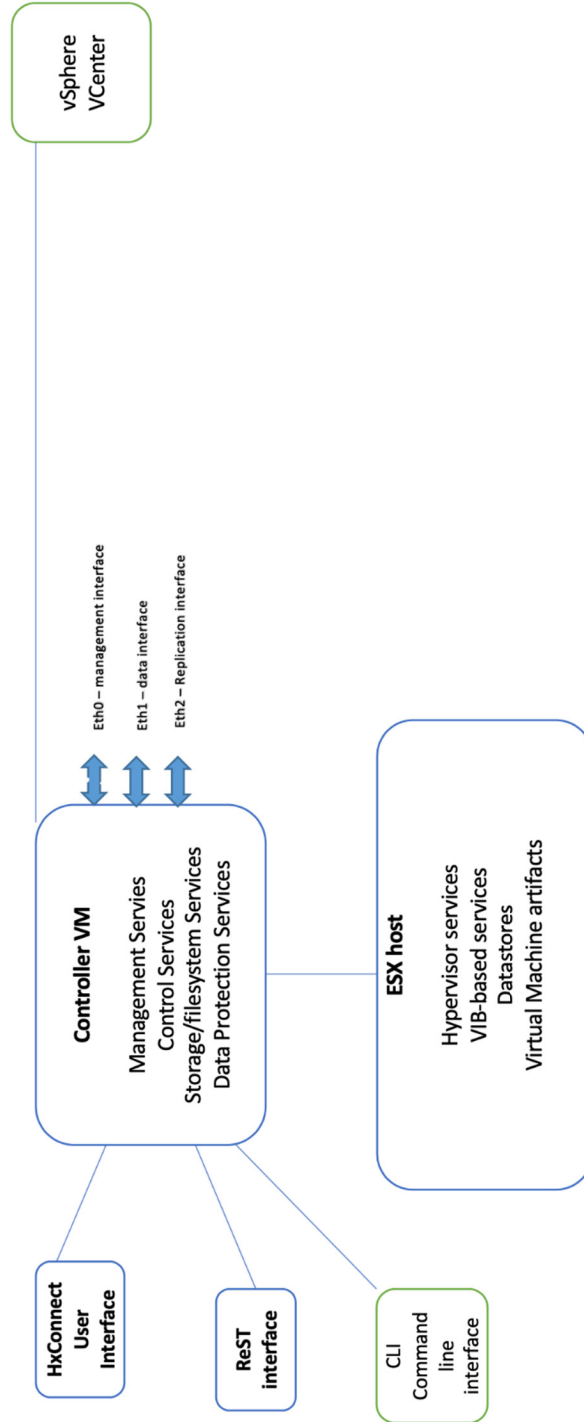 HxConnect
User
Interface
ReST
interface
CLI
Command
line
interface
Controller VM
Management Servies
Control Services
Storage/filesystem Services
Data Protection Services
Eth0 – management interface
Eth1 – data interface
Eth2 – Replication interface
ESX host
Hypervisor services
VIB-based services
Datastores
Virtual Machine artifacts
vSphere
VCenter